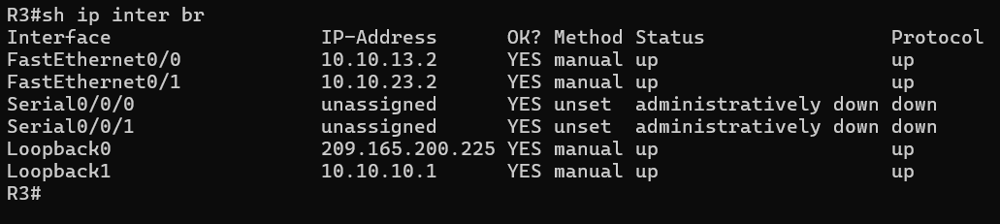 R3#sh ip inter br
Interface                  IP-Address      OK? Method Status                Protocol
FastEthernet0/0            10.10.13.2      YES manual up                    up
FastEthernet0/1            10.10.23.2      YES manual up                    up
Serial0/0/0                unassigned      YES unset  administratively down down
Serial0/0/1                unassigned      YES unset  administratively down down
Loopback0                  209.165.200.225 YES manual up                    up
Loopback1                  10.10.10.1      YES manual up                    up
R3#